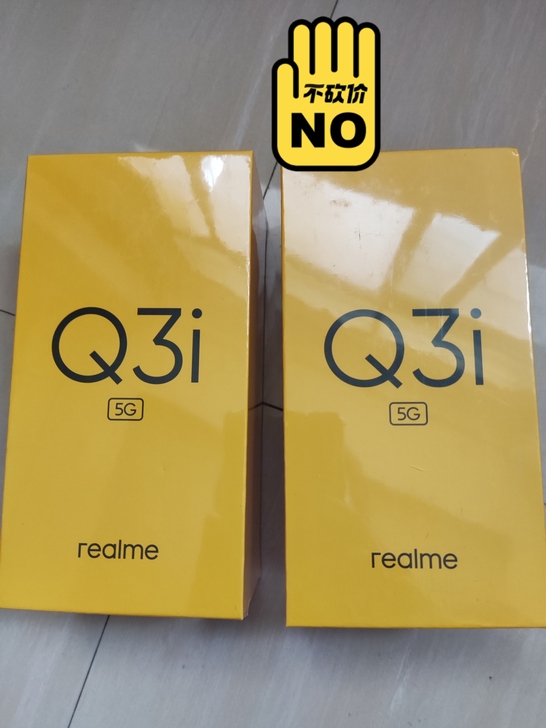 不砍价
NO
Q3i
5G
realme
Q3i
5G
realme